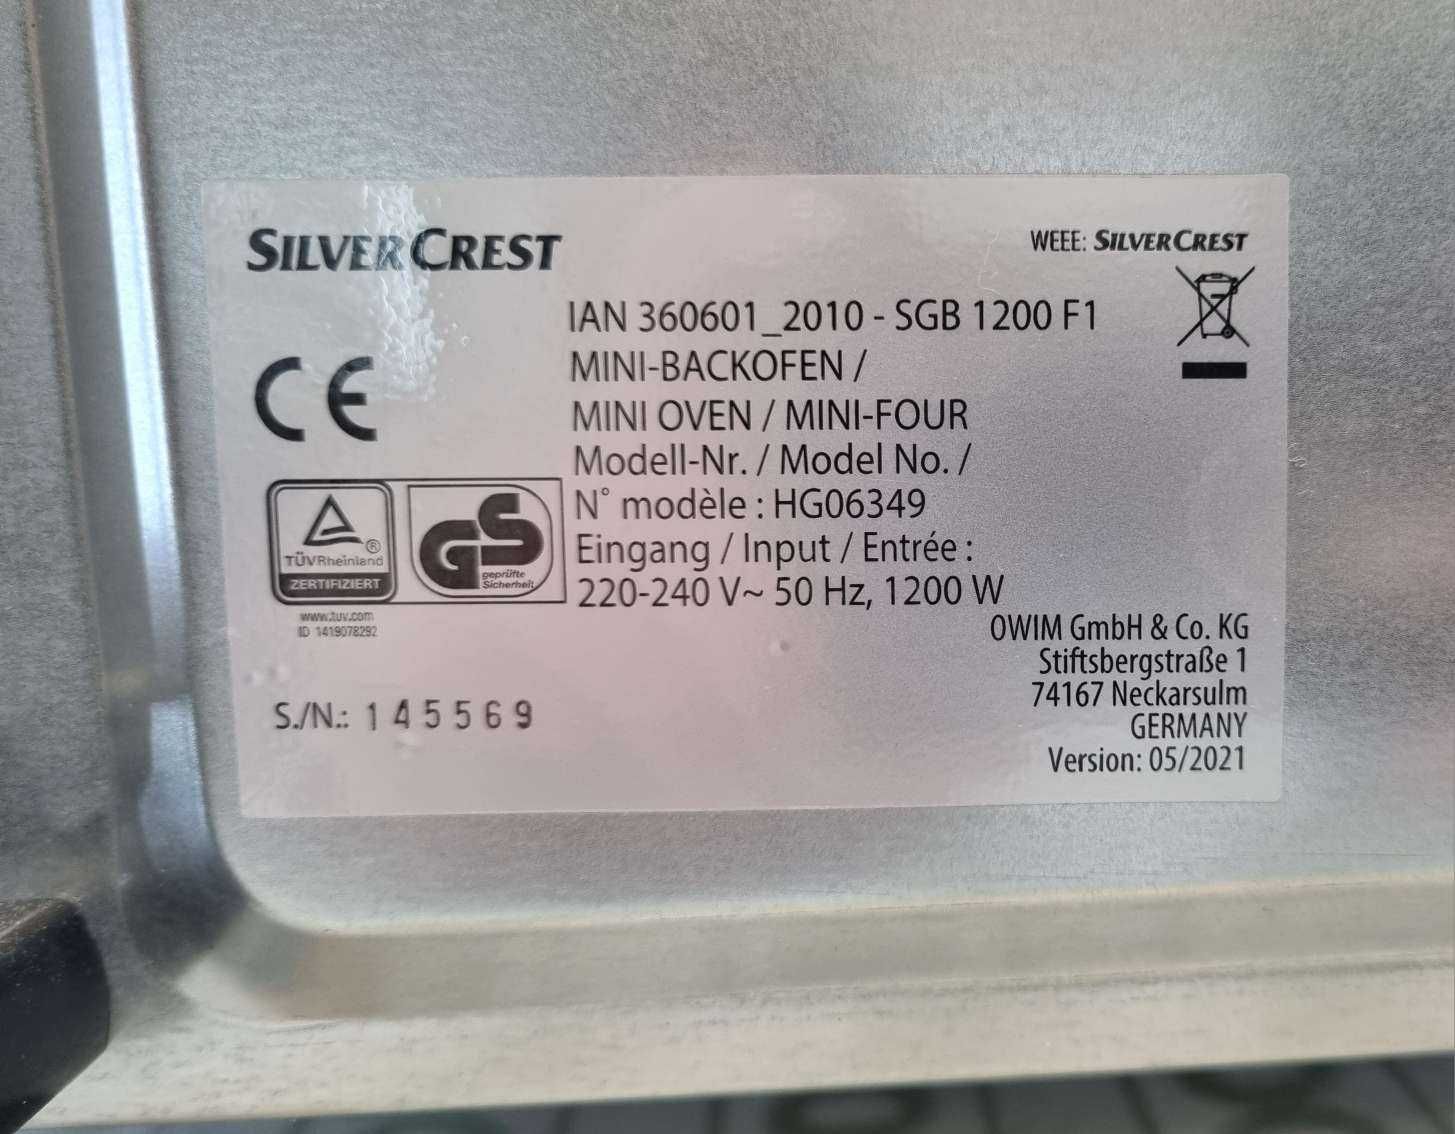 SILVERCREST
WEEE: SILVERCREST
IAN 360601_2010 - SGB 1200 F1
MINI-BACKOFEN /
MINI OVEN / MINI-FOUR
Modell-Nr. / Model No. /
N° modèle : HG06349
Eingang / Input / Entrée :
220-240 V~ 50 Hz, 1200 W
CE
TÜVRheinland®
ZERTIFIZIERT
GS
geprüfte
Sicherheit
www.tuv.com
ID 1419078292
OWIM GmbH & Co. KG
Stiftsbergstraße 1
74167 Neckarsulm
GERMANY
Version: 05/2021
S./N.: 145569